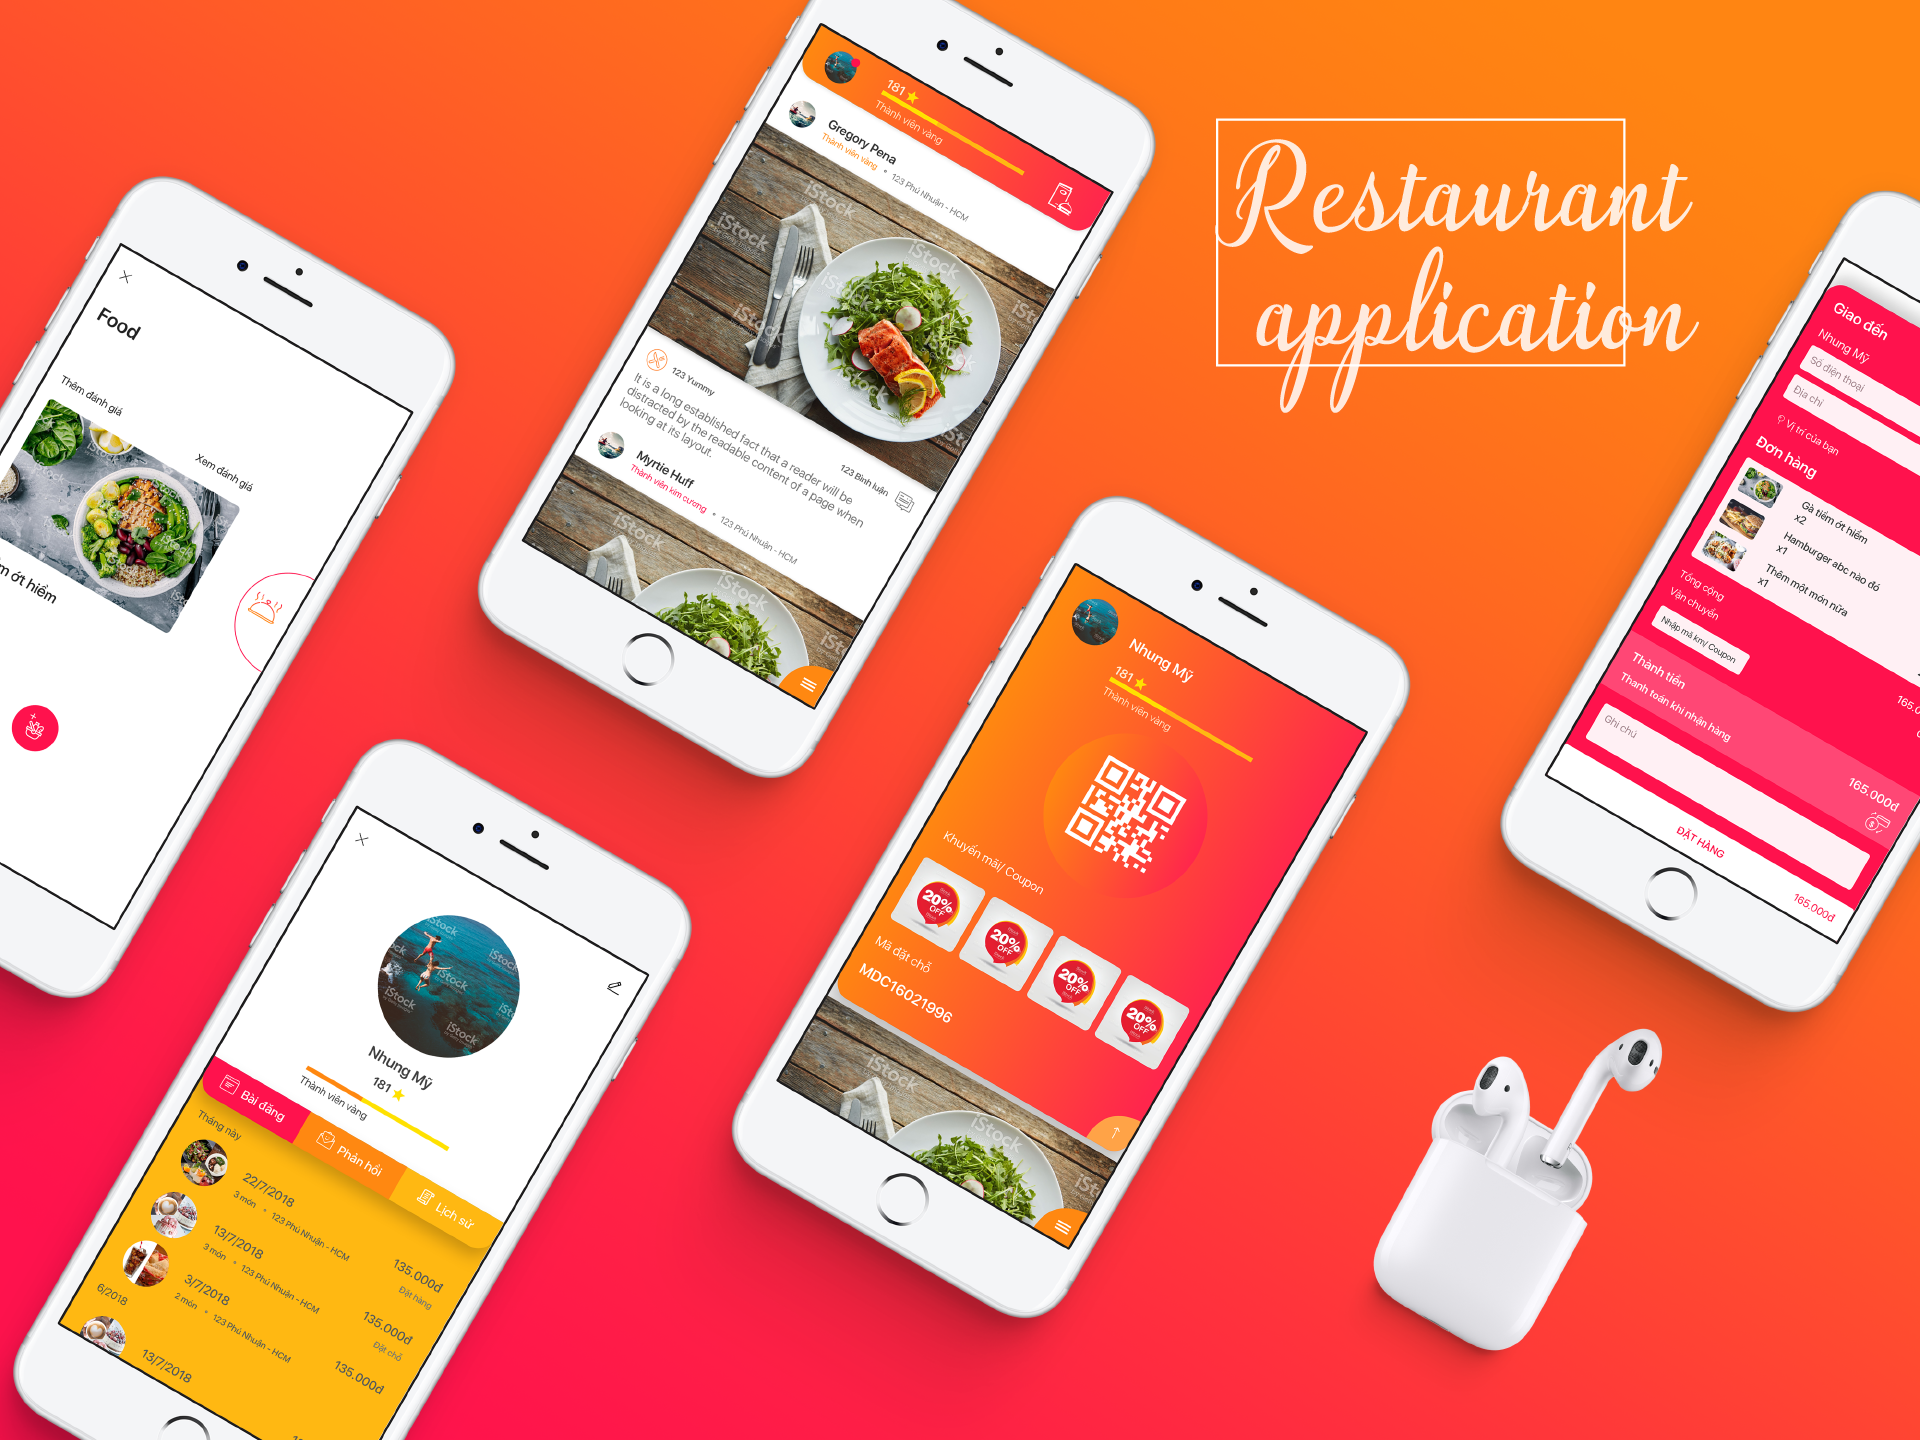 Restaurant
application
181
Thành viên vàng
Gregory Pena
Thành viên vàng • 123 Phú Nhuận - HCM
iStock
123 Yummy
123 Bình luận
It is a long established fact that a reader will be
distracted by the readable content of a page when
looking at its layout.
Myrtie Huff
Thành viên kim cương • 123 Phú Nhuận - HCM
iStock
Food
Thêm đánh giá
Xem đánh giá
iStock
ớt hiểm
Nhung Mỹ
181
Thành viên vàng
Bài đăng
Phản hồi
Lịch sử
Tháng này
22/7/2018
3 món • 123 Phú Nhuận - HCM
135.000đ
Đặt hàng
13/7/2018
3 món • 123 Phú Nhuận - HCM
135.000đ
Đặt chỗ
3/7/2018
2 món • 123 Phú Nhuận - HCM
135.000đ
6/2018
13/7/2018
Nhung Mỹ
181
Thành viên vàng
Khuyến mãi/ Coupon
20%
OFF
20%
OFF
20%
OFF
20%
OFF
Mã đặt chỗ
MDC16021996
iStock
Giao đến
Nhung Mỹ
Số điện thoại
Địa chỉ
Vị trí của bạn
Đơn hàng
Gà tiềm ớt hiểm
x2
Hamburger abc nào đó
x1
Thêm một món nữa
x1
Tổng cộng
Vận chuyển
Nhập mã km/ Coupon
Thành tiền
165.000đ
Thanh toán khi nhận hàng
Ghi chú
ĐẶT HÀNG
165.000đ